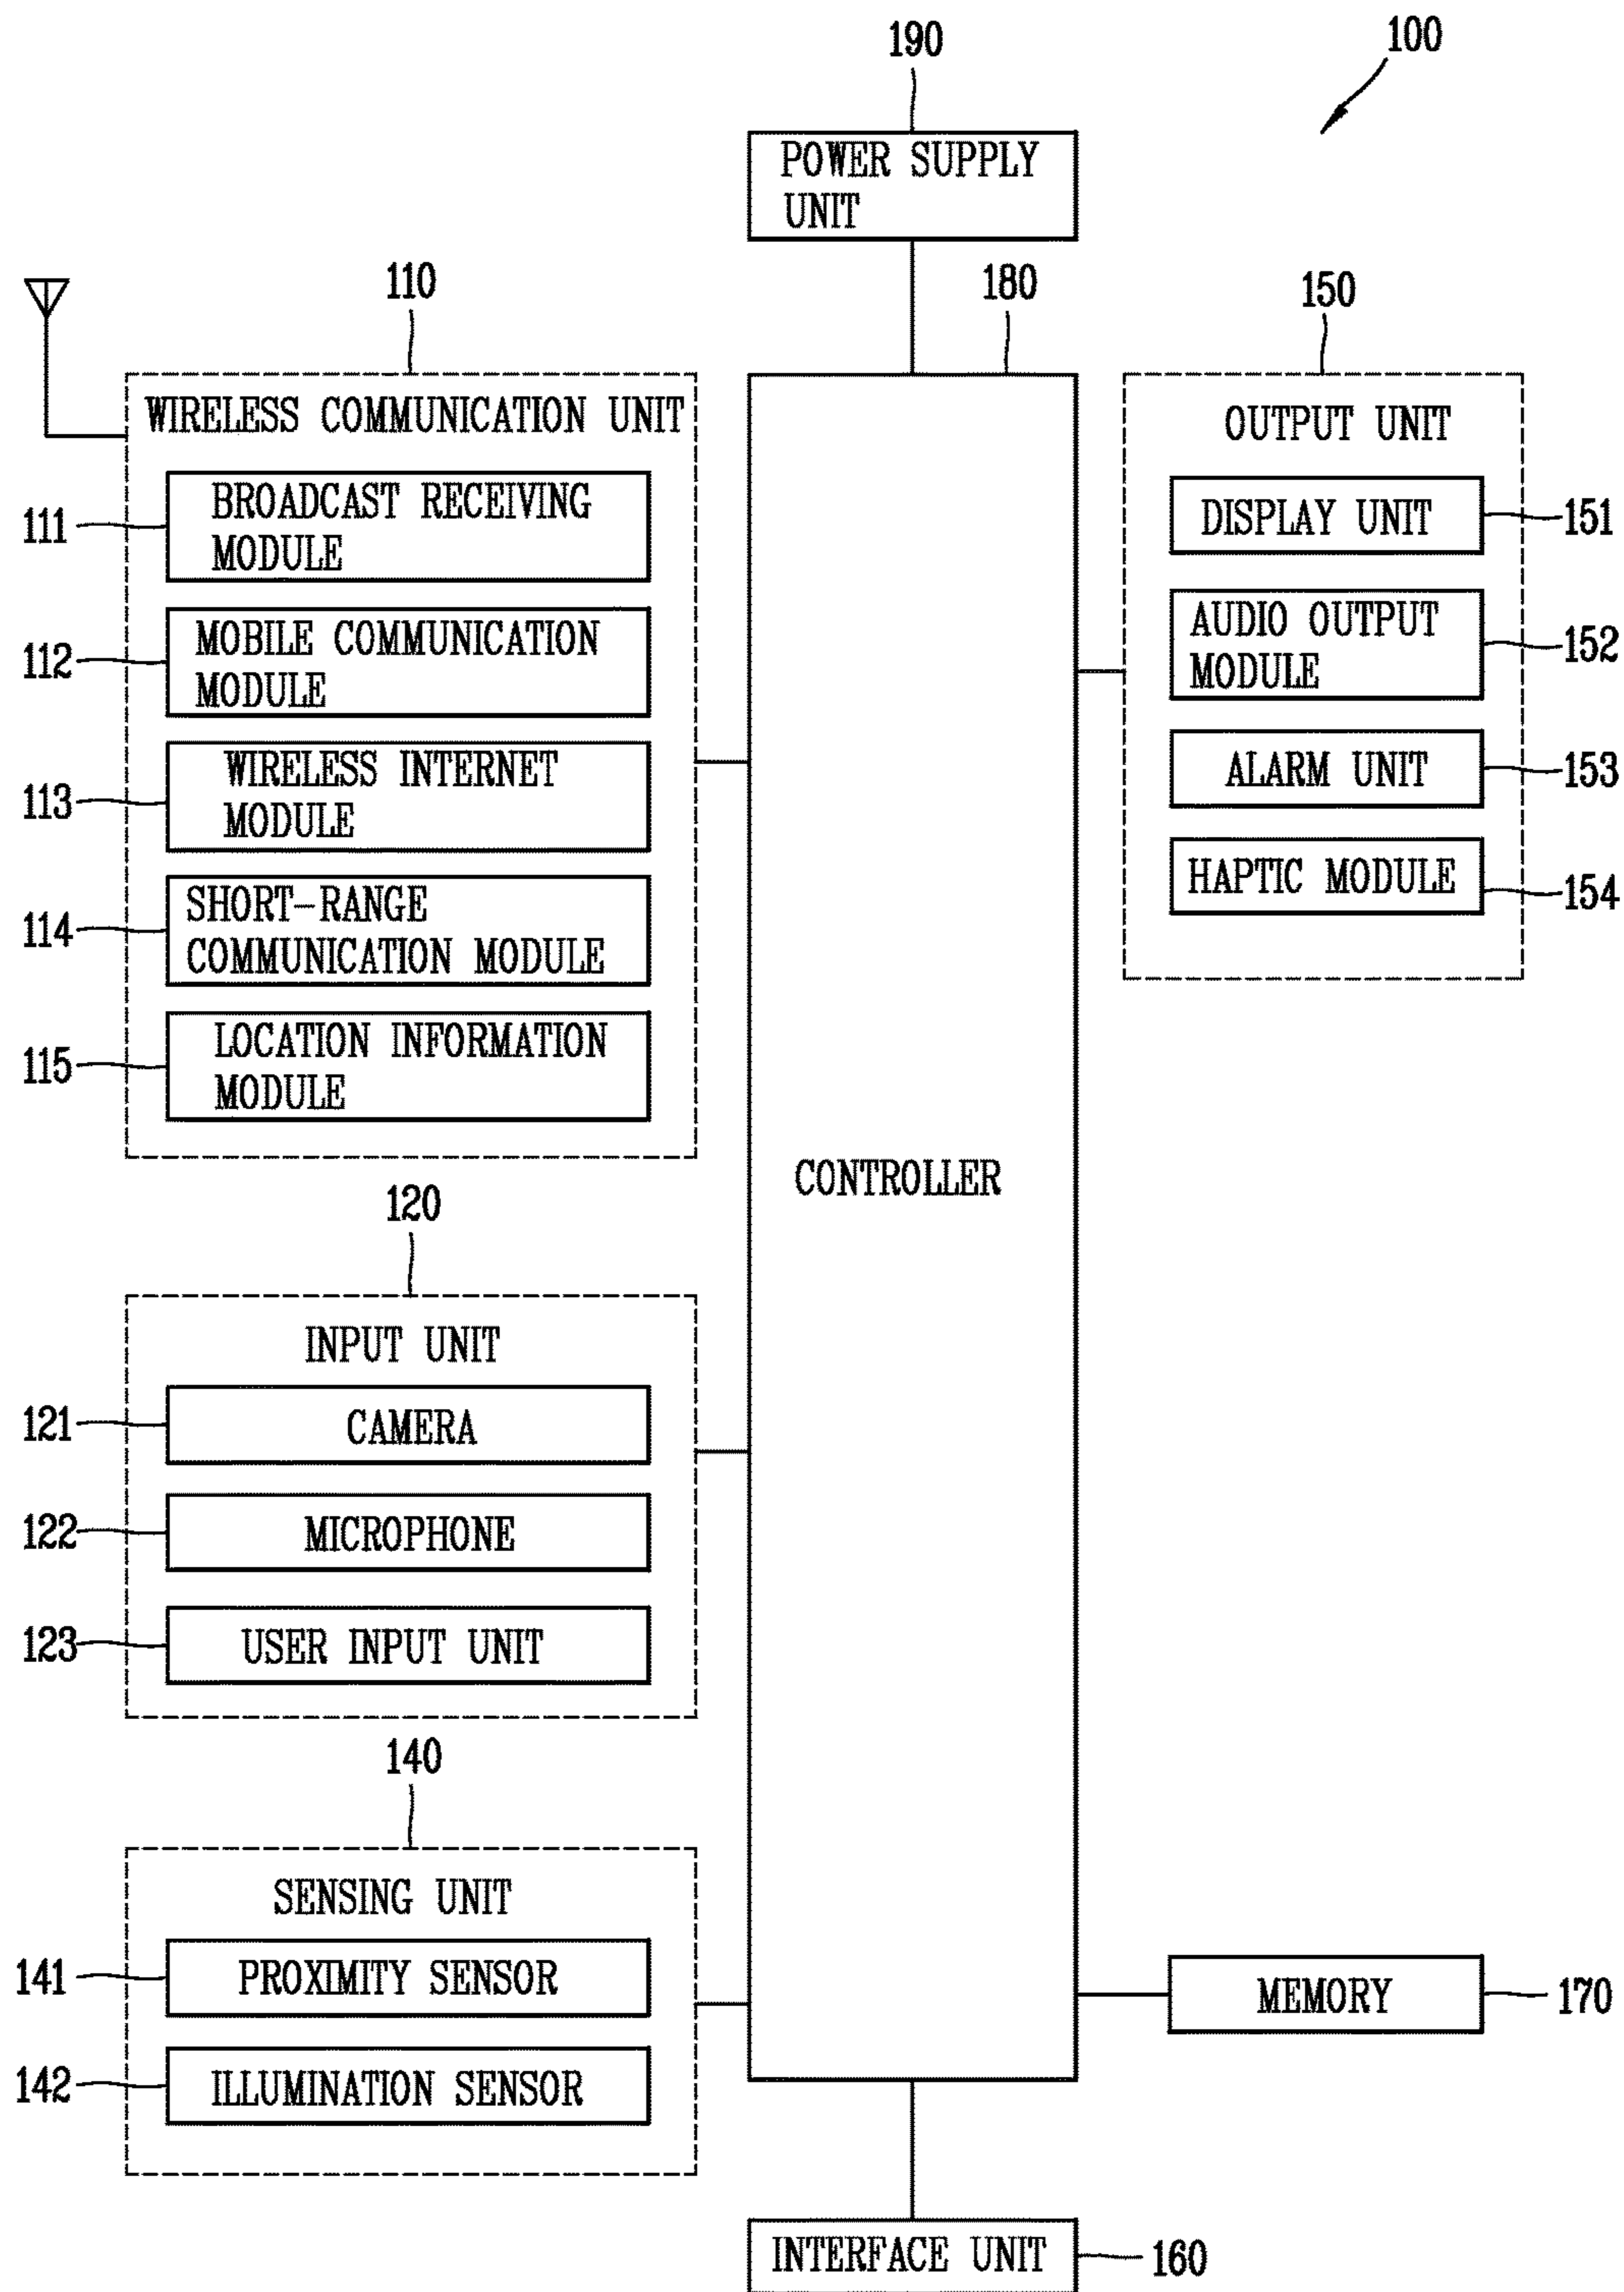 190
100
POWER SUPPLY
UNIT
110
180
150
WIRELESS COMMUNICATION UNIT
111
BROADCAST RECEIVING
MODULE
112
MOBILE COMMUNICATION
MODULE
113
WIRELESS INTERNET
MODULE
114
SHORT-RANGE
COMMUNICATION MODULE
115
LOCATION INFORMATION
MODULE
CONTROLLER
OUTPUT UNIT
DISPLAY UNIT
151
AUDIO OUTPUT
MODULE
152
ALARM UNIT
153
HAPTIC MODULE
154
120
INPUT UNIT
121
CAMERA
122
MICROPHONE
123
USER INPUT UNIT
140
SENSING UNIT
141
PROXIMITY SENSOR
142
ILLUMINATION SENSOR
MEMORY
170
INTERFACE UNIT
160